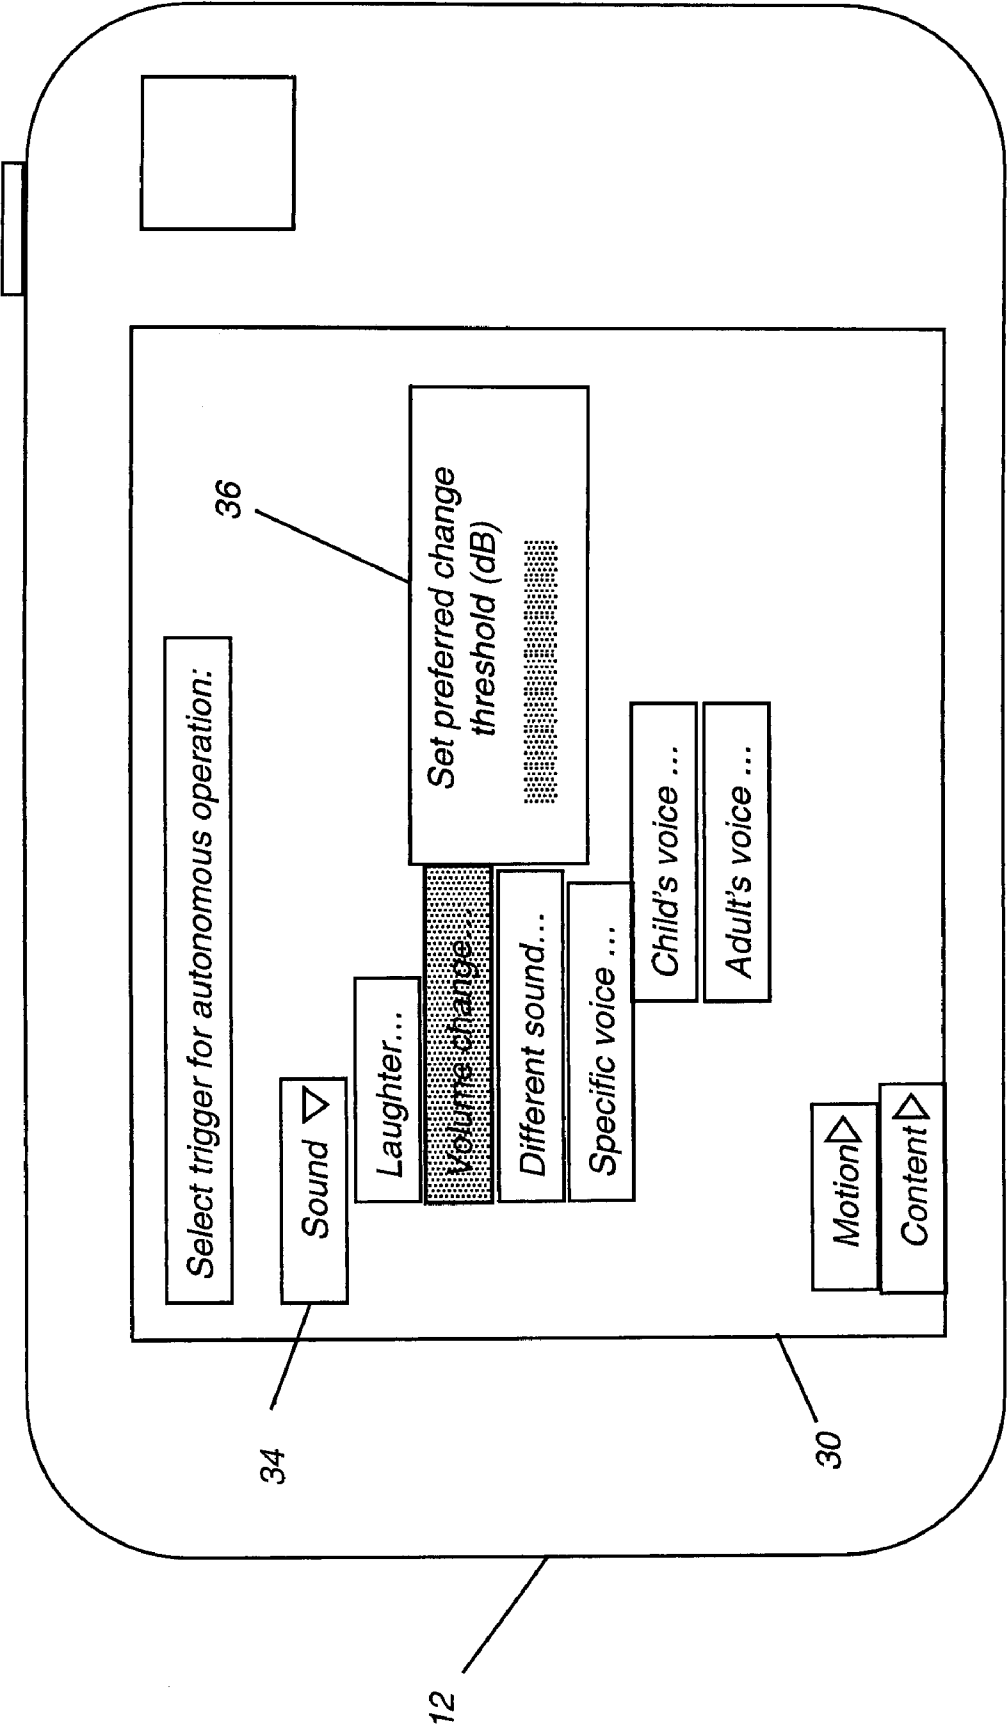 Select trigger for autonomous operation:
Sound
34
Laughter...
Volume change...
Set preferred change
threshold (dB)
36
Different sound...
Specific voice ...
Child's voice ...
Adult's voice ...
Motion
Content
30
12